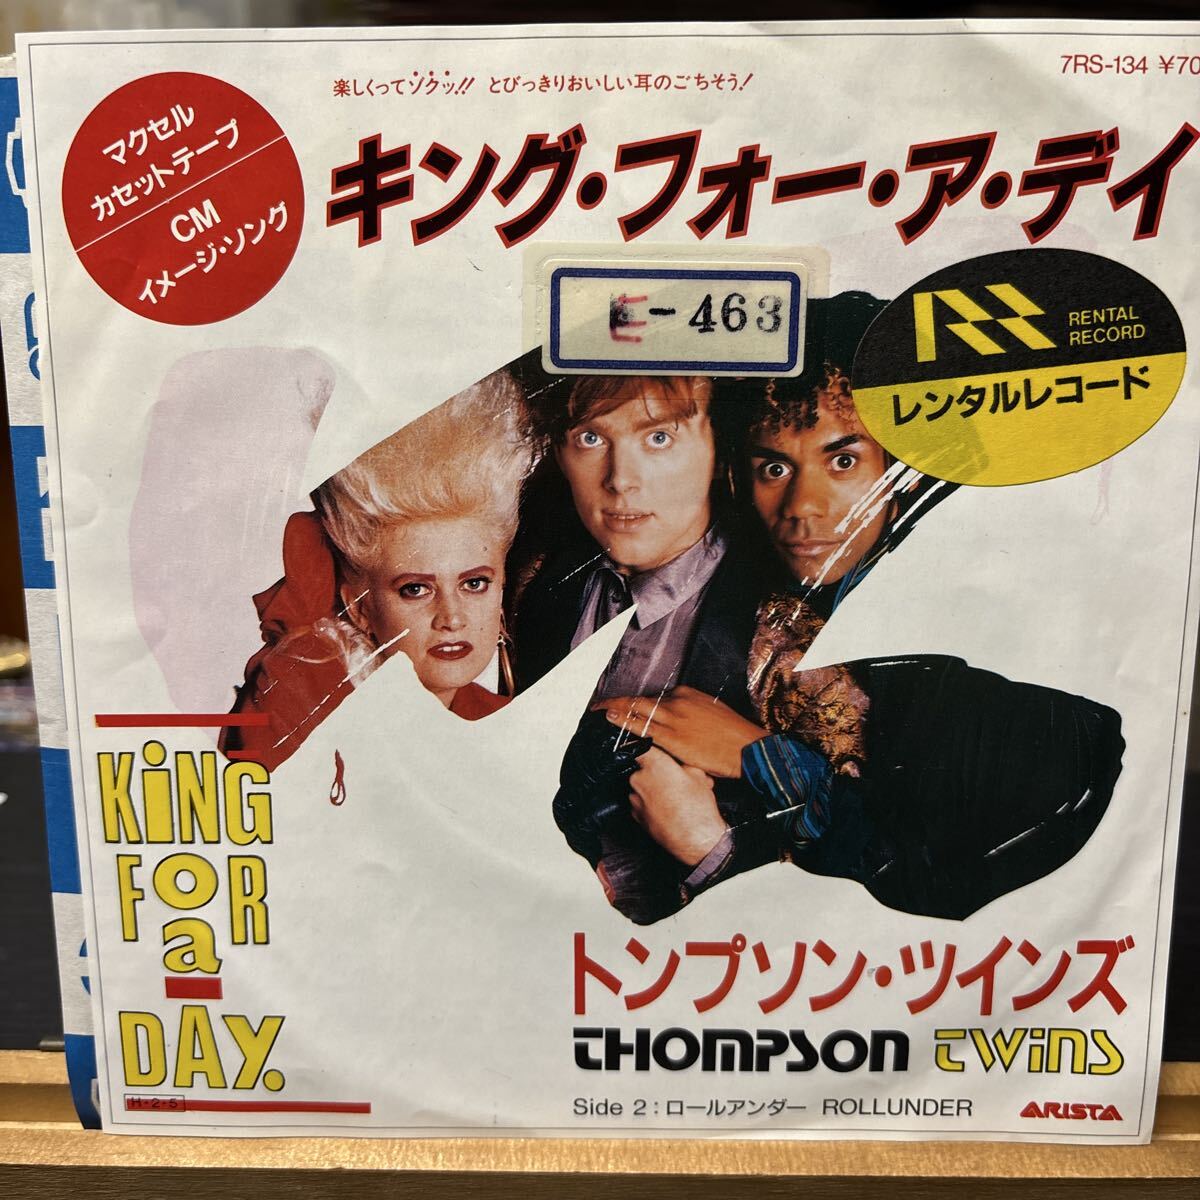 楽しくってゾクッ!! とびっきりおいしい耳のごちそう!
7RS-134 ¥70
マクセル
カセットテープ
CM
イメージ・ソング
キング・フォー・ア・デイ
E-463
RENTAL
RECORD
レンタルレコード
KiNG
FOR
a
DAY.
H・2・5
トンプソン・ツインズ
THOMPSON TWiNS
Side 2:ロールアンダー ROLLUNDER
ARISTA